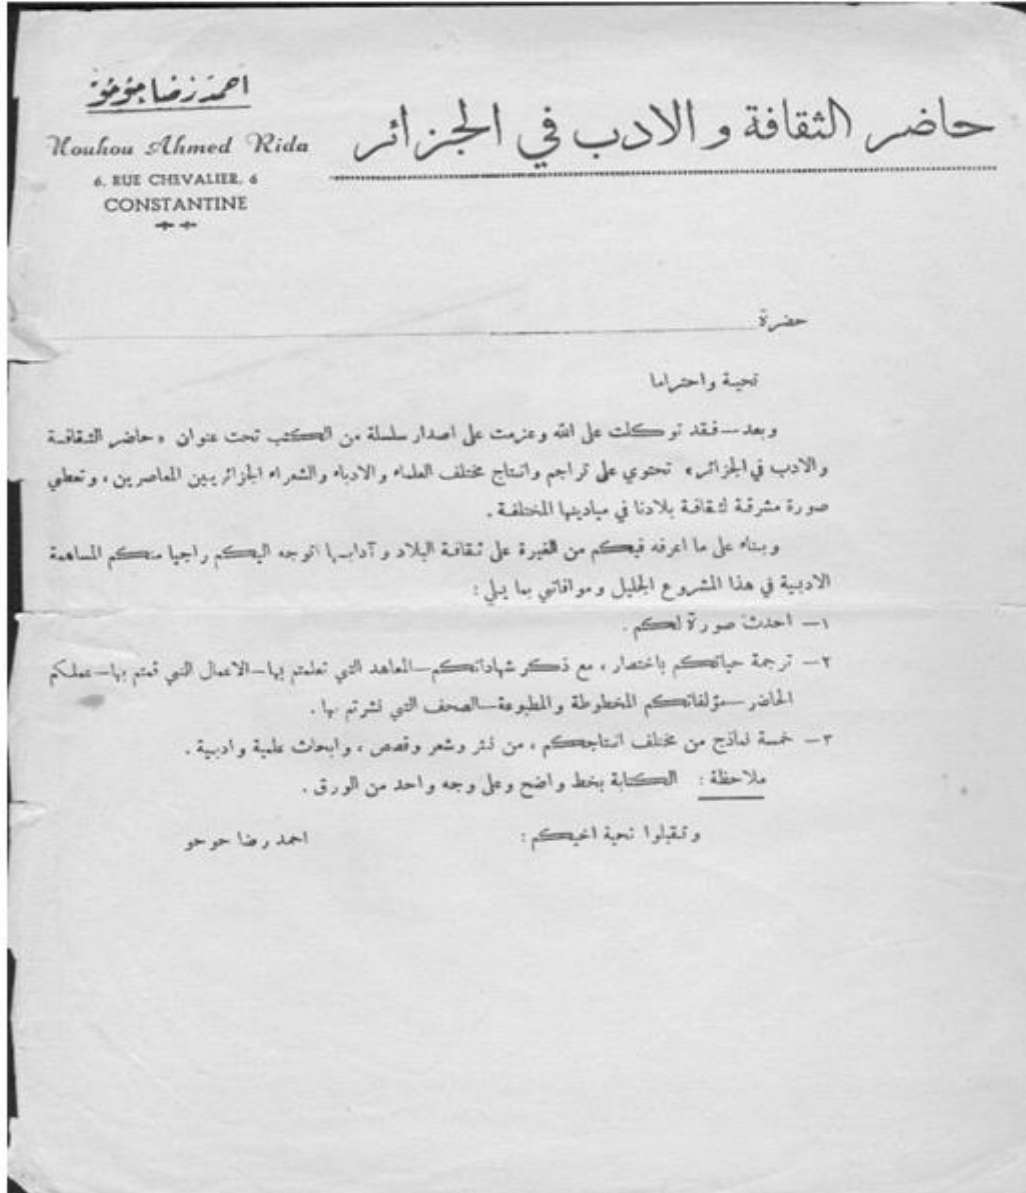 احمد رضا حوحو
Houhou Ahmed Rida
6, RUE CHEVALIER, 6
CONSTANTINE
حاضر الثقافة و الادب في الجزائر
حضرة
تحية واحتراما
وبعد — فقد توكلت على الله وعزمت على اصدار سلسلة من الكتب تحت عنوان « حاضر الثقافة
والادب في الجزائر » تحتوي على تراجم وانتاج مختلف العلماء والادباء والشعراء الجزائريين المعاصرين ، وتعطي
صورة مشرقة لثقافة بلادنا في ميادينها المختلفة .
وبناء على ما اعرفه فيكم من الغيرة على ثقافة البلاد و آدابها اتوجه اليكم راجيا منكم المساهمة
الادبية في هذا المشروع الجليل وموافاتي بما يلي :
١ — احدث صورة لكم .
٢ — ترجمة حياتكم باختصار ، مع ذكر شهاداتكم — المعاهد التي تعلمتم بها — الاعمال التي قمتم بها — عملكم
الحاضر — مؤلفاتكم المخطوطة والمطبوعة — الصحف التي نشرتم بها .
٣ — خمسة نماذج من مختلف انتاجكم ، من نثر وشعر وقصص ، وابحاث علمية وادبية .
ملاحظة : الكتابة بخط واضح وعلى وجه واحد من الورق .
وتقبلوا تحية اخيكم : احمد رضا حوحو